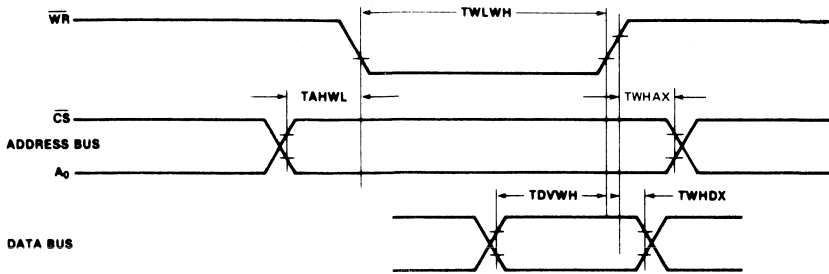 WR
TWLWH
TAHWL
TWHAX
CS
ADDRESS BUS
A0
TDVWH
TWHDX
DATA BUS